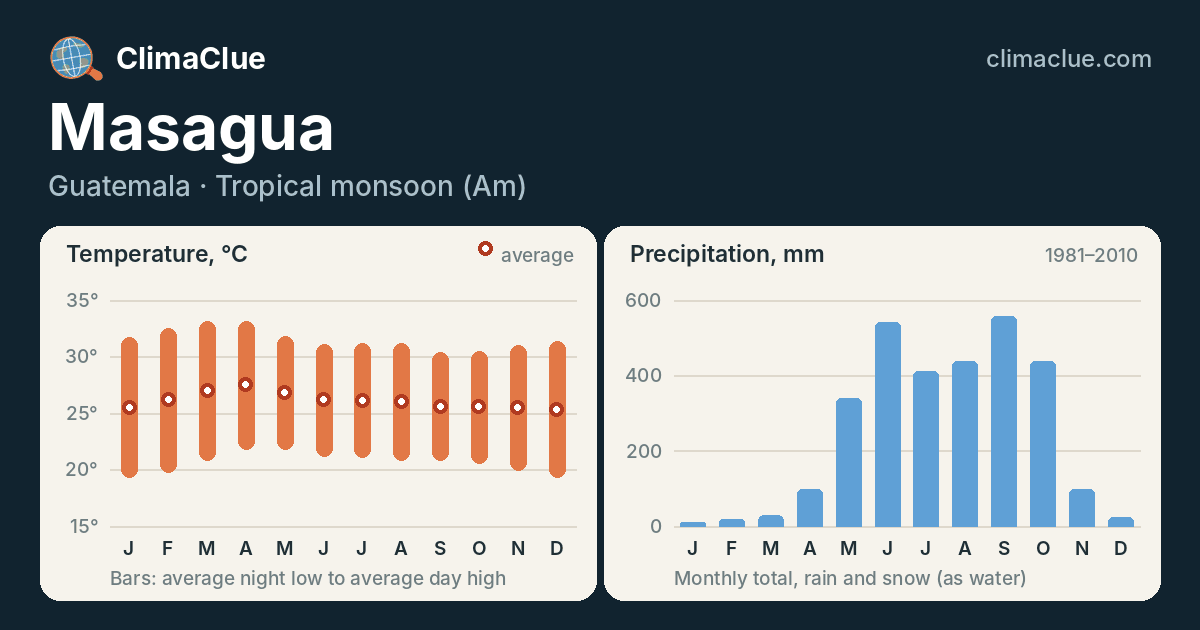 ClimaClue
climaclue.com
Masagua
Guatemala · Tropical monsoon (Am)
Temperature, °C
average
35°
30°
25°
20°
15°
J F M A M J J A S O N D
Bars: average night low to average day high
Precipitation, mm
1981–2010
600
400
200
0
J F M A M J J A S O N D
Monthly total, rain and snow (as water)